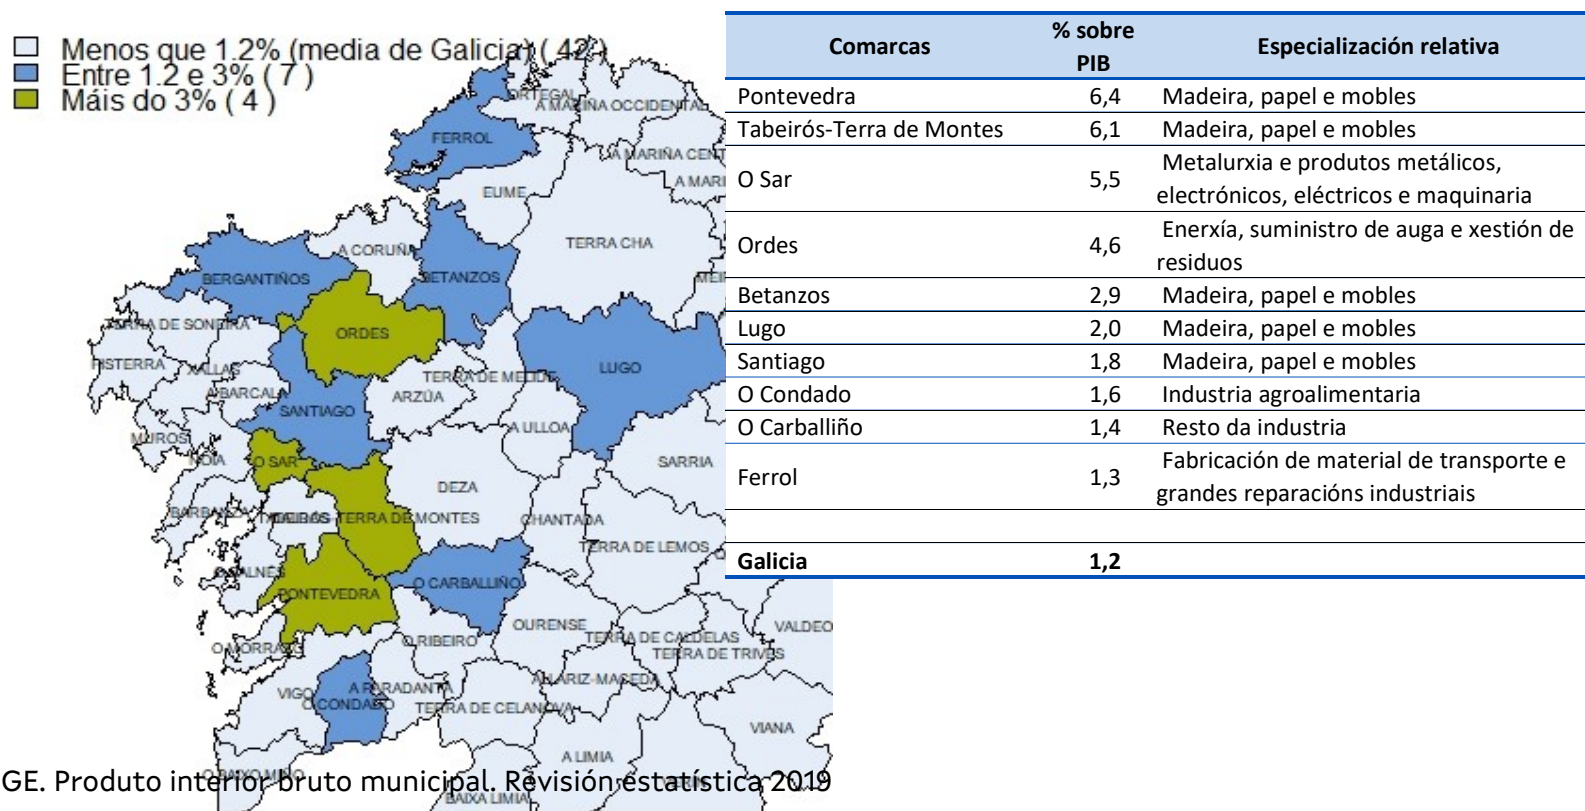 Menos que 1.2% (media de Galicia) ( 42 )
Entre 1.2 e 3% ( 7 )
Máis do 3% ( 4 )
Comarcas
% sobre
PIB
Especialización relativa
Pontevedra 6,4 Madeira, papel e mobles
Tabeirós-Terra de Montes 6,1 Madeira, papel e mobles
O Sar 5,5 Metalurxia e produtos metálicos,
electrónicos, eléctricos e maquinaria
Ordes 4,6 Enerxía, suministro de auga e xestión de
residuos
Betanzos 2,9 Madeira, papel e mobles
Lugo 2,0 Madeira, papel e mobles
Santiago 1,8 Madeira, papel e mobles
O Condado 1,6 Industria agroalimentaria
O Carballiño 1,4 Resto da industria
Ferrol 1,3 Fabricación de material de transporte e
grandes reparacións industriais
Galicia 1,2
ORTEGAL
A MARIÑA OCCIDENTAL
FERROL
A MARIÑA CENT
A MARI
EUME
A CORUÑA
TERRA CHA
BERGANTIÑOS
BETANZOS
MEI
TERRA DE SONEIRA
ORDES
FISTERRA
XALLAS
TERRA DE MELIDE
LUGO
A BARCALA
ARZÚA
SANTIAGO
A ULLOA
MUROS
NOIA
O SAR
SARRIA
DEZA
BARBANZA
TERRA DE MONTES
CHANTADA
TERRA DE LEMOS
O SALNÉS
O CARBALLIÑO
PONTEVEDRA
OURENSE
VALDEO
O MORRAZO
O RIBEIRO
TERRA DE CALDELAS
TERRA DE TRIVES
ALLARIZ-MACEDA
VIGO
A PARADANTA
O CONDADO
TERRA DE CELANOVA
VIANA
A LIMIA
O BAIXO MIÑO
BAIXA LIMIA
GE. Produto interior bruto municipal. Revisión estatística 2019